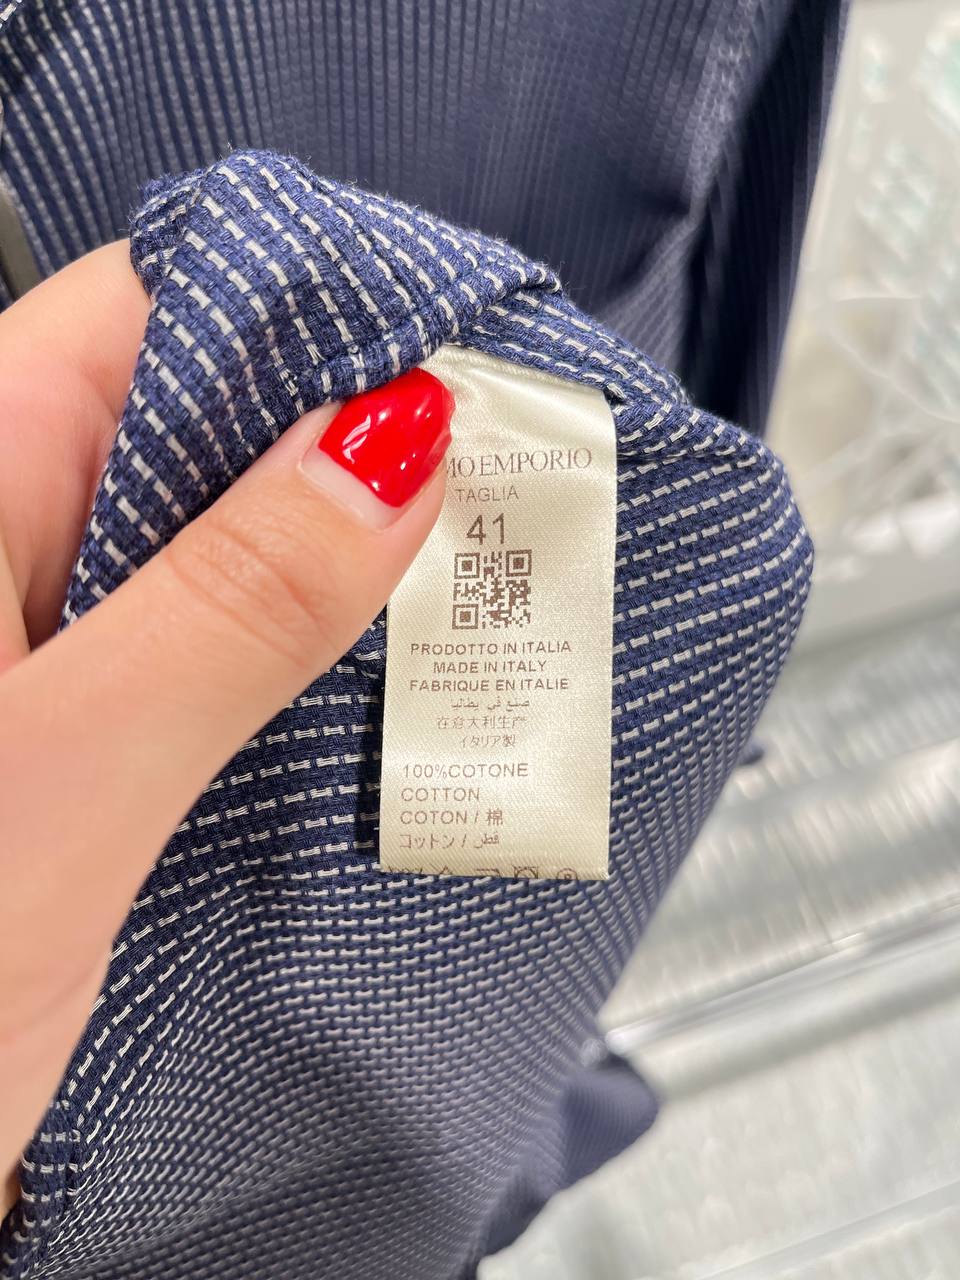 MO EMPORIO
TAGLIA
41
PRODOTTO IN ITALIA
MADE IN ITALY
FABRIQUE EN ITALIE
صنع في يطاليا
在意大利生产
イタリア製
100%COTONE
COTTON
COTON / 棉
コットン / قطن